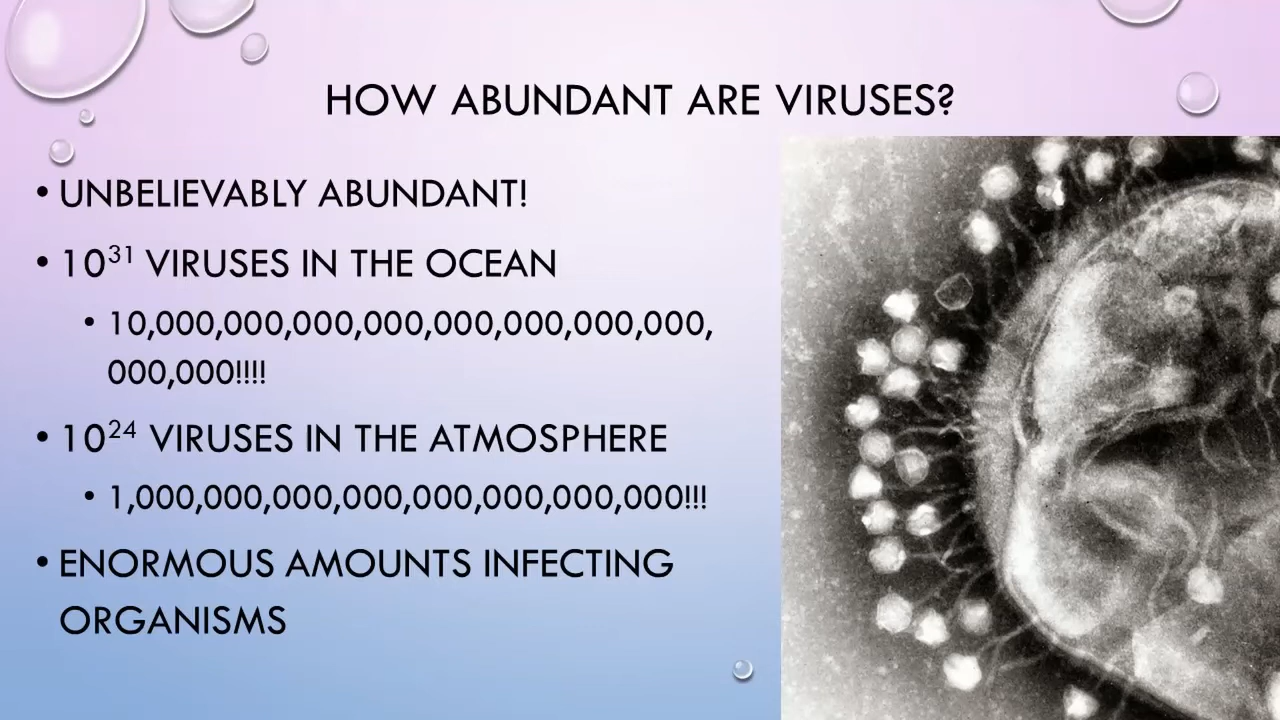 HOW ABUNDANT ARE VIRUSES?
• UNBELIEVABLY ABUNDANT!
• 10³¹ VIRUSES IN THE OCEAN
• 10,000,000,000,000,000,000,000,000,
000,000!!!!
• 10²⁴ VIRUSES IN THE ATMOSPHERE
• 1,000,000,000,000,000,000,000,000!!!
• ENORMOUS AMOUNTS INFECTING
ORGANISMS